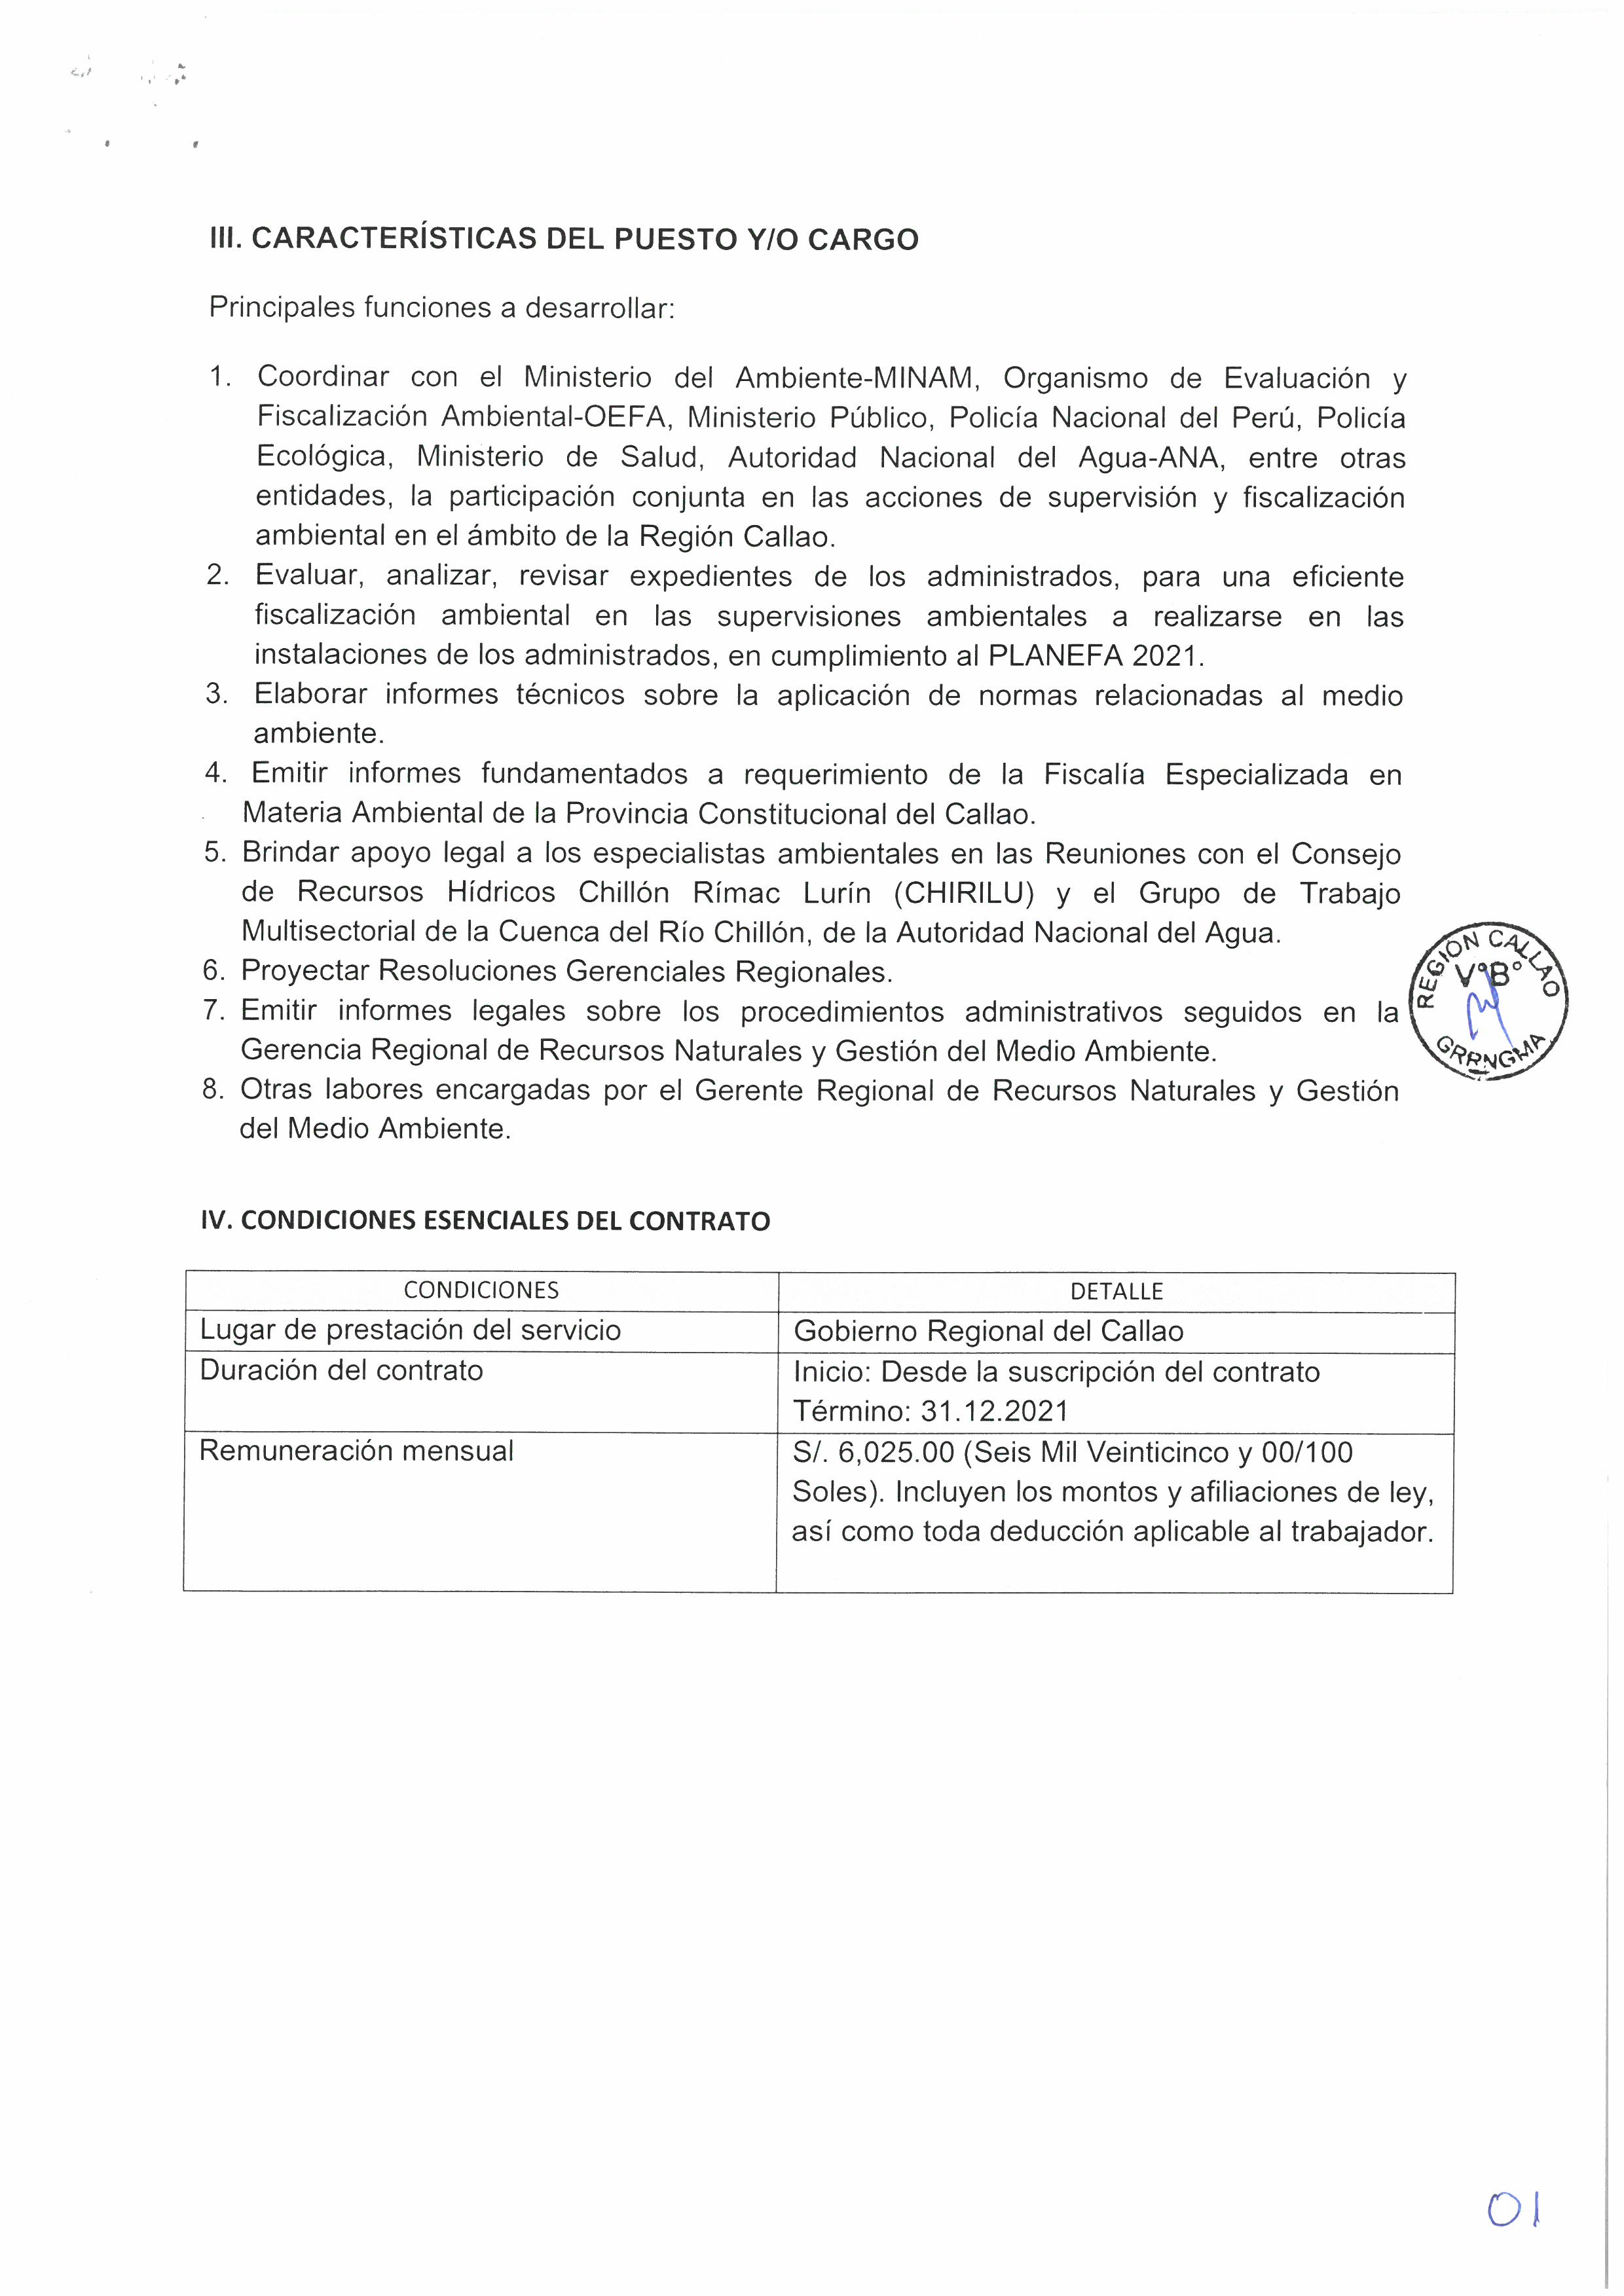 III. CARACTERÍSTICAS DEL PUESTO Y/O CARGO
Principales funciones a desarrollar:
1. Coordinar con el Ministerio del Ambiente-MINAM, Organismo de Evaluación y
Fiscalización Ambiental-OEFA, Ministerio Público, Policía Nacional del Perú, Policía
Ecológica, Ministerio de Salud, Autoridad Nacional del Agua-ANA, entre otras
entidades, la participación conjunta en las acciones de supervisión y fiscalización
ambiental en el ámbito de la Región Callao.
2. Evaluar, analizar, revisar expedientes de los administrados, para una eficiente
fiscalización ambiental en las supervisiones ambientales a realizarse en las
instalaciones de los administrados, en cumplimiento al PLANEFA 2021.
3. Elaborar informes técnicos sobre la aplicación de normas relacionadas al medio
ambiente.
4. Emitir informes fundamentados a requerimiento de la Fiscalía Especializada en
Materia Ambiental de la Provincia Constitucional del Callao.
5. Brindar apoyo legal a los especialistas ambientales en las Reuniones con el Consejo
de Recursos Hídricos Chillón Rímac Lurín (CHIRILU) y el Grupo de Trabajo
Multisectorial de la Cuenca del Río Chillón, de la Autoridad Nacional del Agua.
6. Proyectar Resoluciones Gerenciales Regionales.
7. Emitir informes legales sobre los procedimientos administrativos seguidos en la
Gerencia Regional de Recursos Naturales y Gestión del Medio Ambiente.
8. Otras labores encargadas por el Gerente Regional de Recursos Naturales y Gestión
del Medio Ambiente.
REGION CALLAO
V°B°
GRRNGMA
IV. CONDICIONES ESENCIALES DEL CONTRATO
CONDICIONES DETALLE
Lugar de prestación del servicio Gobierno Regional del Callao
Duración del contrato Inicio: Desde la suscripción del contrato
Término: 31.12.2021
Remuneración mensual S/. 6,025.00 (Seis Mil Veinticinco y 00/100
Soles). Incluyen los montos y afiliaciones de ley,
así como toda deducción aplicable al trabajador.
01